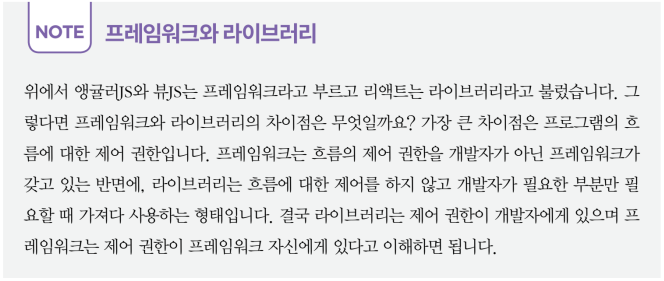 NOTE 프레임워크와 라이브러리
위에서 앵귤러JS와 뷰JS는 프레임워크라고 부르고 리액트는 라이브러리라고 불렀습니다. 그
렇다면 프레임워크와 라이브러리의 차이점은 무엇일까요? 가장 큰 차이점은 프로그램의 흐
름에 대한 제어 권한입니다. 프레임워크는 흐름의 제어 권한을 개발자가 아닌 프레임워크가
갖고 있는 반면에, 라이브러리는 흐름에 대한 제어를 하지 않고 개발자가 필요한 부분만 필
요할 때 가져다 사용하는 형태입니다. 결국 라이브러리는 제어 권한이 개발자에게 있으며 프
레임워크는 제어 권한이 프레임워크 자신에게 있다고 이해하면 됩니다.